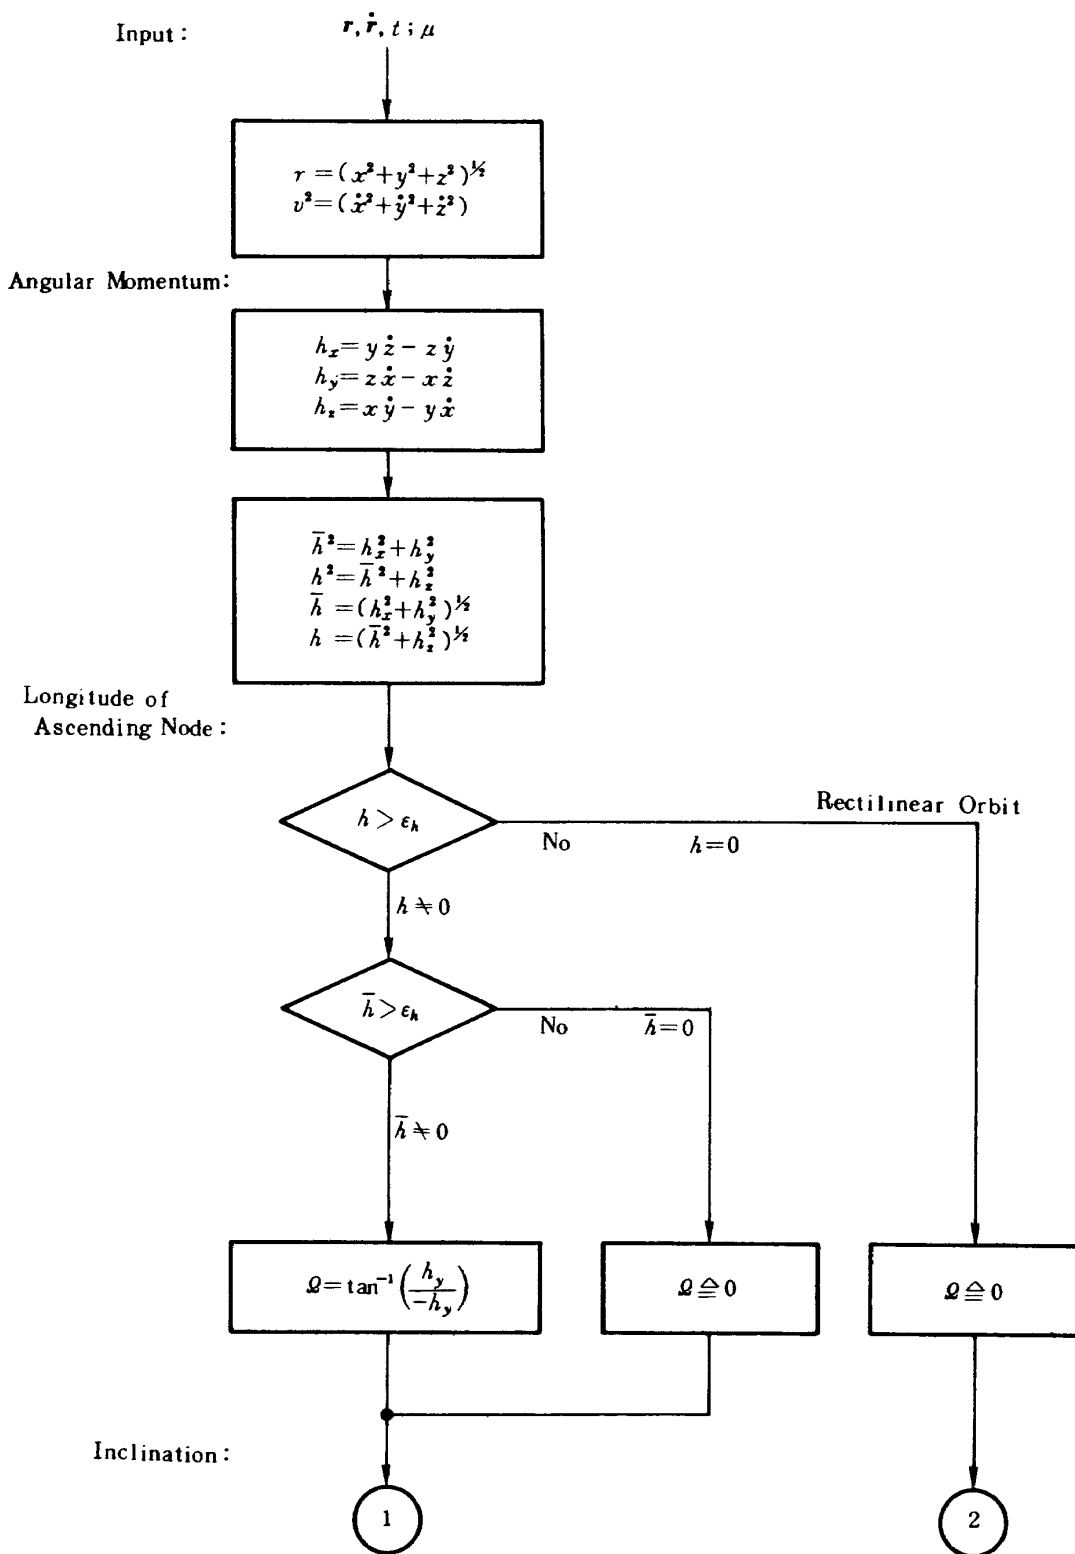 Input: r, ṙ, t ; μ
r = (x²+y²+z²)^½
v² = (ẋ²+ẏ²+ż²)
Angular Momentum:
hₓ = y ż − z ẏ
h_y = z ẋ − x ż
h_z = x ẏ − y ẋ
h̄² = h_x² + h_y²
h² = h̄² + h_z²
h̄ = (h_x² + h_y²)^½
h = (h̄² + h_z²)^½
Longitude of
Ascending Node:
h > ε_h
Rectilinear Orbit
No h=0
h ≠ 0
h̄ > ε_h
No h̄=0
h̄ ≠ 0
Ω = tan⁻¹(h_y / −h_y)
Ω ≙ 0
Ω ≙ 0
Inclination:
1
2